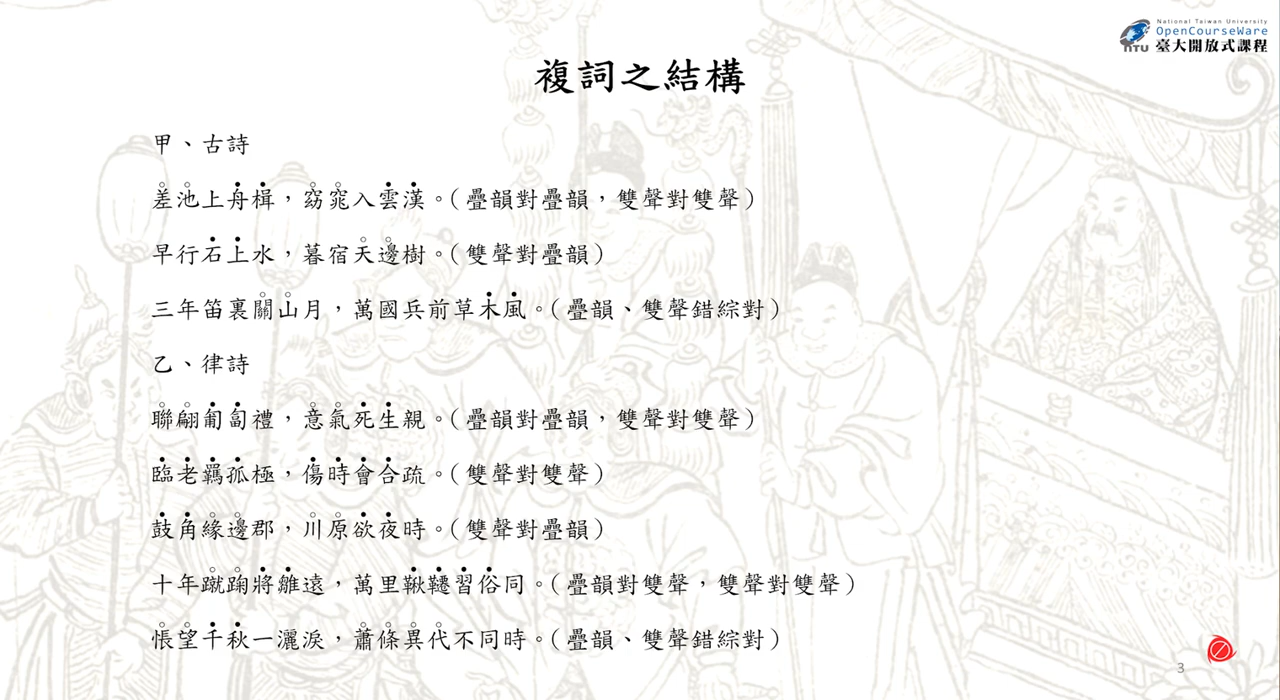 National Taiwan University
OpenCourseWare
NTU 臺大開放式課程
複詞之結構
甲、古詩
差池上舟楫，窈窕入雲漢。（疊韻對疊韻，雙聲對雙聲）
早行石上水，暮宿天邊樹。（雙聲對疊韻）
三年笛裏關山月，萬國兵前草木風。（疊韻、雙聲錯綜對）
乙、律詩
聯翩匍匐禮，意氣死生親。（疊韻對疊韻，雙聲對雙聲）
臨老羈孤極，傷時會合疏。（雙聲對雙聲）
鼓角緣邊郡，川原欲夜時。（雙聲對疊韻）
十年蹴踘將雛遠，萬里鞦韆習俗同。（疊韻對雙聲，雙聲對雙聲）
悵望千秋一灑淚，蕭條異代不同時。（疊韻、雙聲錯綜對）
3